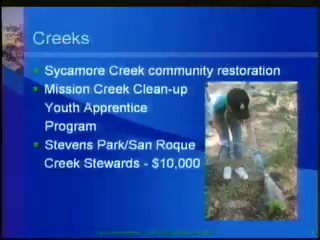 Creeks
Sycamore Creek community restoration
Mission Creek Clean-up
Youth Apprentice
Program
Stevens Park/San Roque
Creek Stewards - $10,000